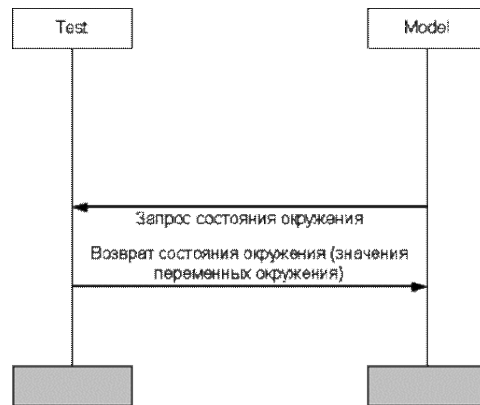 Test
Model
Запрос состояния окружения
Возврат состояния окружения (значения
переменных окружения)